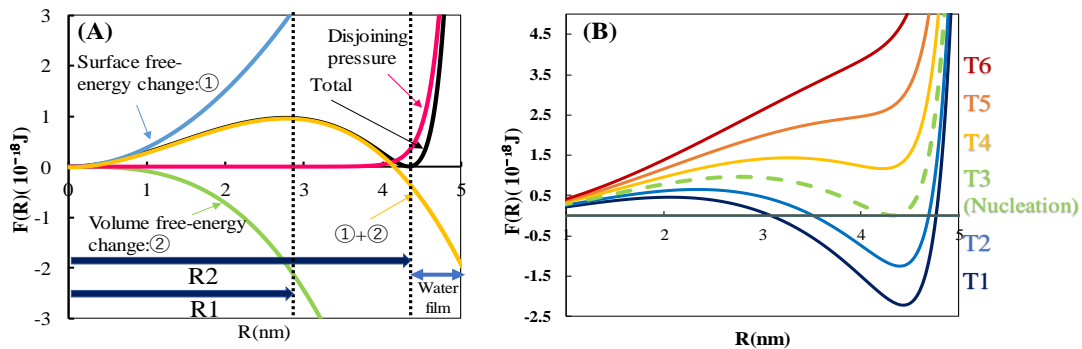 (A)
3
2
1
0
-1
-2
-3
F(R)( 10⁻¹⁸J)
Surface free-
energy change:①
Disjoining
pressure
Total
0 1 2 3 4 5
Volume free-energy
change:②
①+②
R2
R1
Water
film
R(nm)
(B)
4.5
3.5
2.5
1.5
0.5
-0.5
-1.5
-2.5
F(R)( 10⁻¹⁸J)
1 2 3 4 5
R(nm)
T6
T5
T4
T3
(Nucleation)
T2
T1